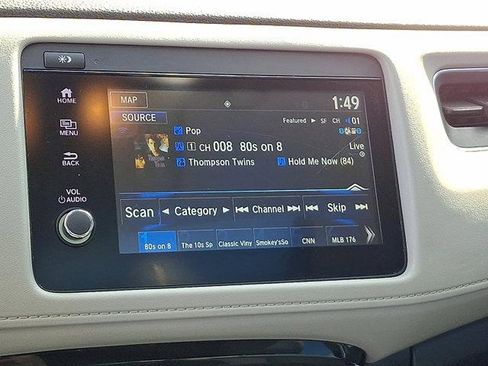 HOME
MENU
BACK
VOL
AUDIO
MAP
1:49
SOURCE
Featured ▸ SF CH 01
Pop
1 CH 008 80s on 8
Live
Thompson Twins
Hold Me Now (84)
Scan ◄ Category ► Channel Skip
80s on 8
The 10s Sp
Classic Viny
Smokey'sSo
CNN
MLB 176